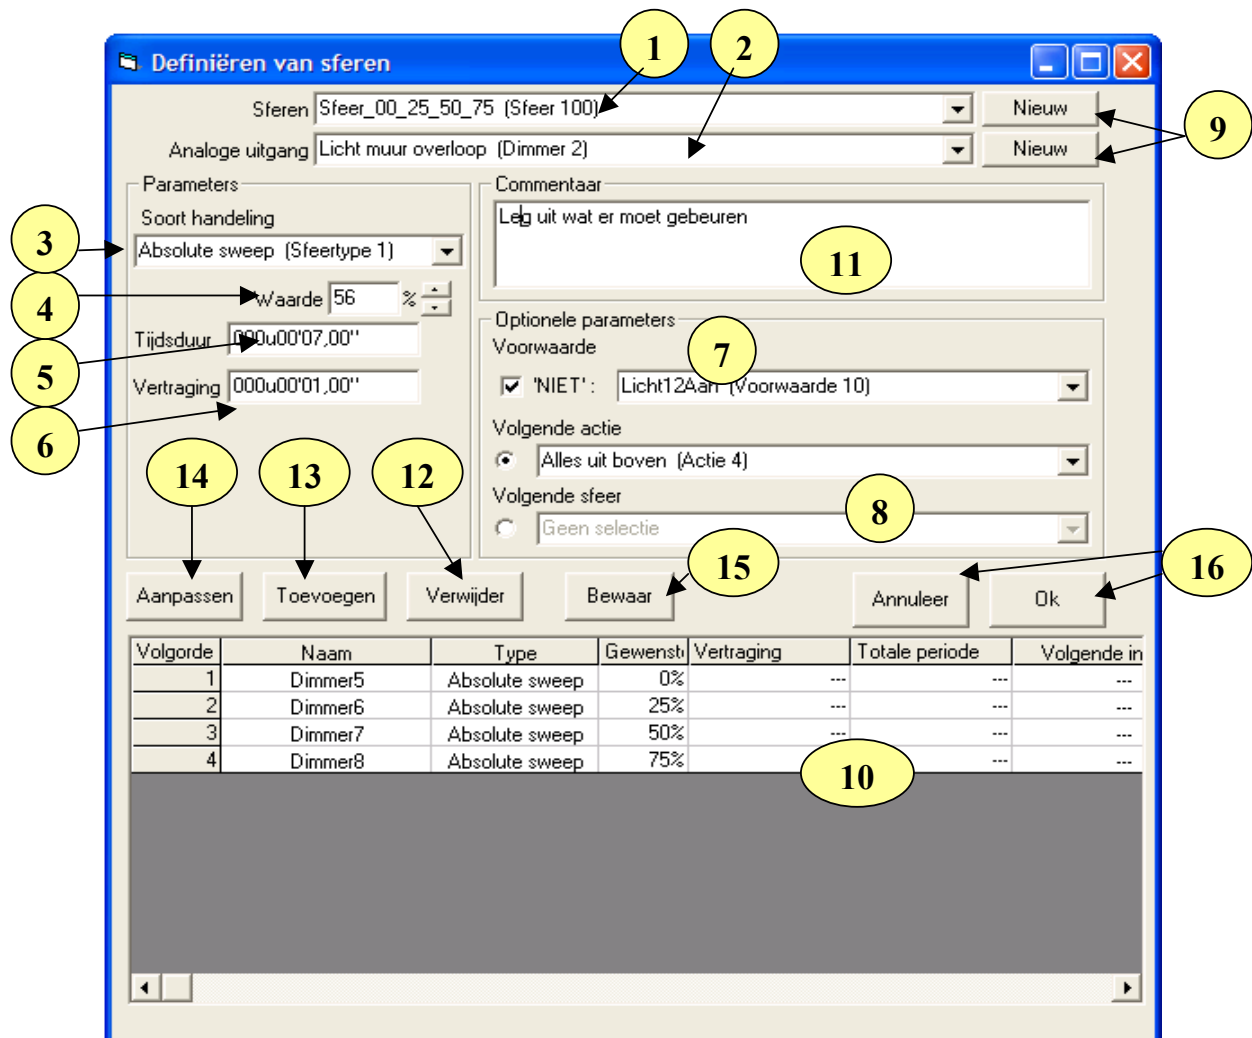 1
2
Definiëren van sferen
Sferen Sfeer_00_25_50_75 (Sfeer 100) Nieuw
9
Analoge uitgang Licht muur overloop (Dimmer 2) Nieuw
Parameters
Commentaar
Soort handeling
Leg uit wat er moet gebeuren
3
Absolute sweep (Sfeertype 1)
11
4
Waarde 56 %
Optionele parameters
Tijdsduur 000u00'07,00''
Voorwaarde
7
5
Vertraging 000u00'01,00''
'NIET' : Licht12Aan (Voorwaarde 10)
6
Volgende actie
14
13
12
Alles uit boven (Actie 4)
Volgende sfeer
8
Geen selectie
15
16
Aanpassen Toevoegen Verwijder Bewaar Annuleer Ok
Volgorde Naam Type Gewenst Vertraging Totale periode Volgende in
1 Dimmer5 Absolute sweep 0% --- --- ---
2 Dimmer6 Absolute sweep 25% --- --- ---
3 Dimmer7 Absolute sweep 50% --- --- ---
4 Dimmer8 Absolute sweep 75% --- ---
10